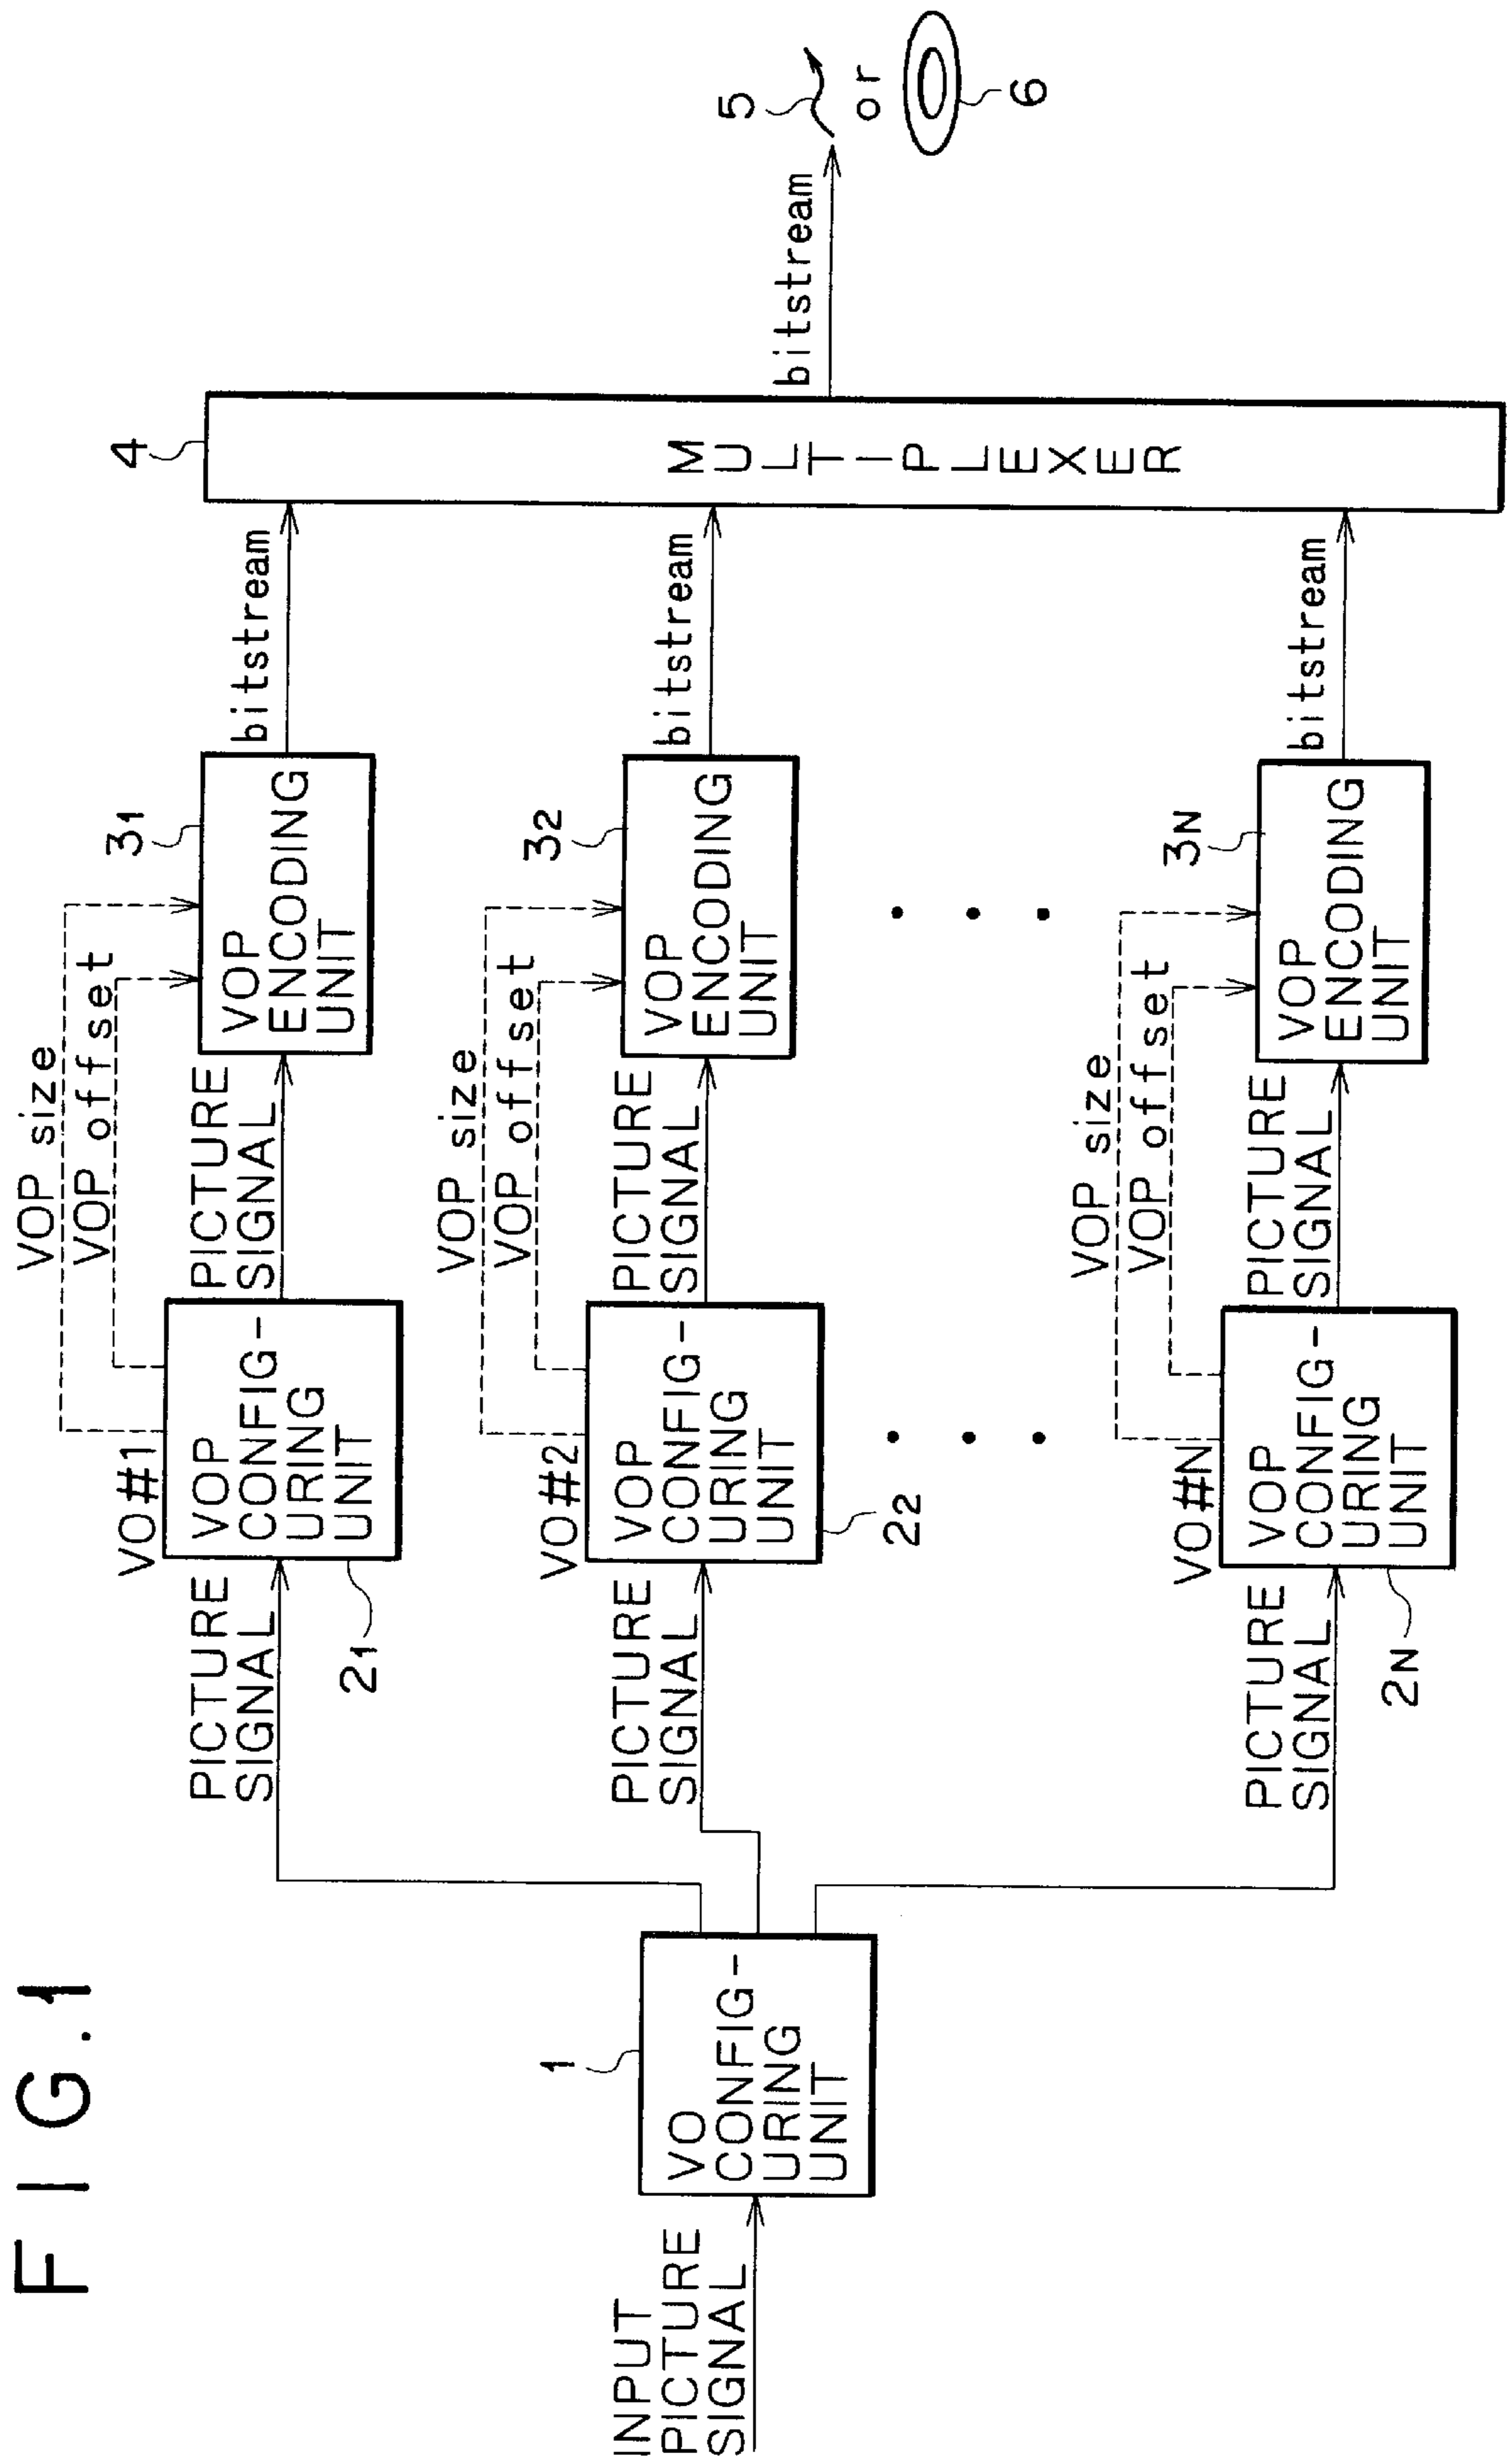 FIG.1
INPUT
PICTURE
SIGNAL
1
VO
CONFIG-
URING
UNIT
PICTURE
SIGNAL
21
VO#1
VOP
CONFIG-
URING
UNIT
VOP size
VOP offset
PICTURE
SIGNAL
31
VOP
ENCODING
UNIT
bitstream
PICTURE
SIGNAL
22
VO#2
VOP
CONFIG-
URING
UNIT
VOP size
VOP offset
PICTURE
SIGNAL
32
VOP
ENCODING
UNIT
bitstream
PICTURE
SIGNAL
2N
VO#N
VOP
CONFIG-
URING
UNIT
VOP size
VOP offset
PICTURE
SIGNAL
3N
VOP
ENCODING
UNIT
bitstream
4
MULTIPLEXER
bitstream
5
or
6